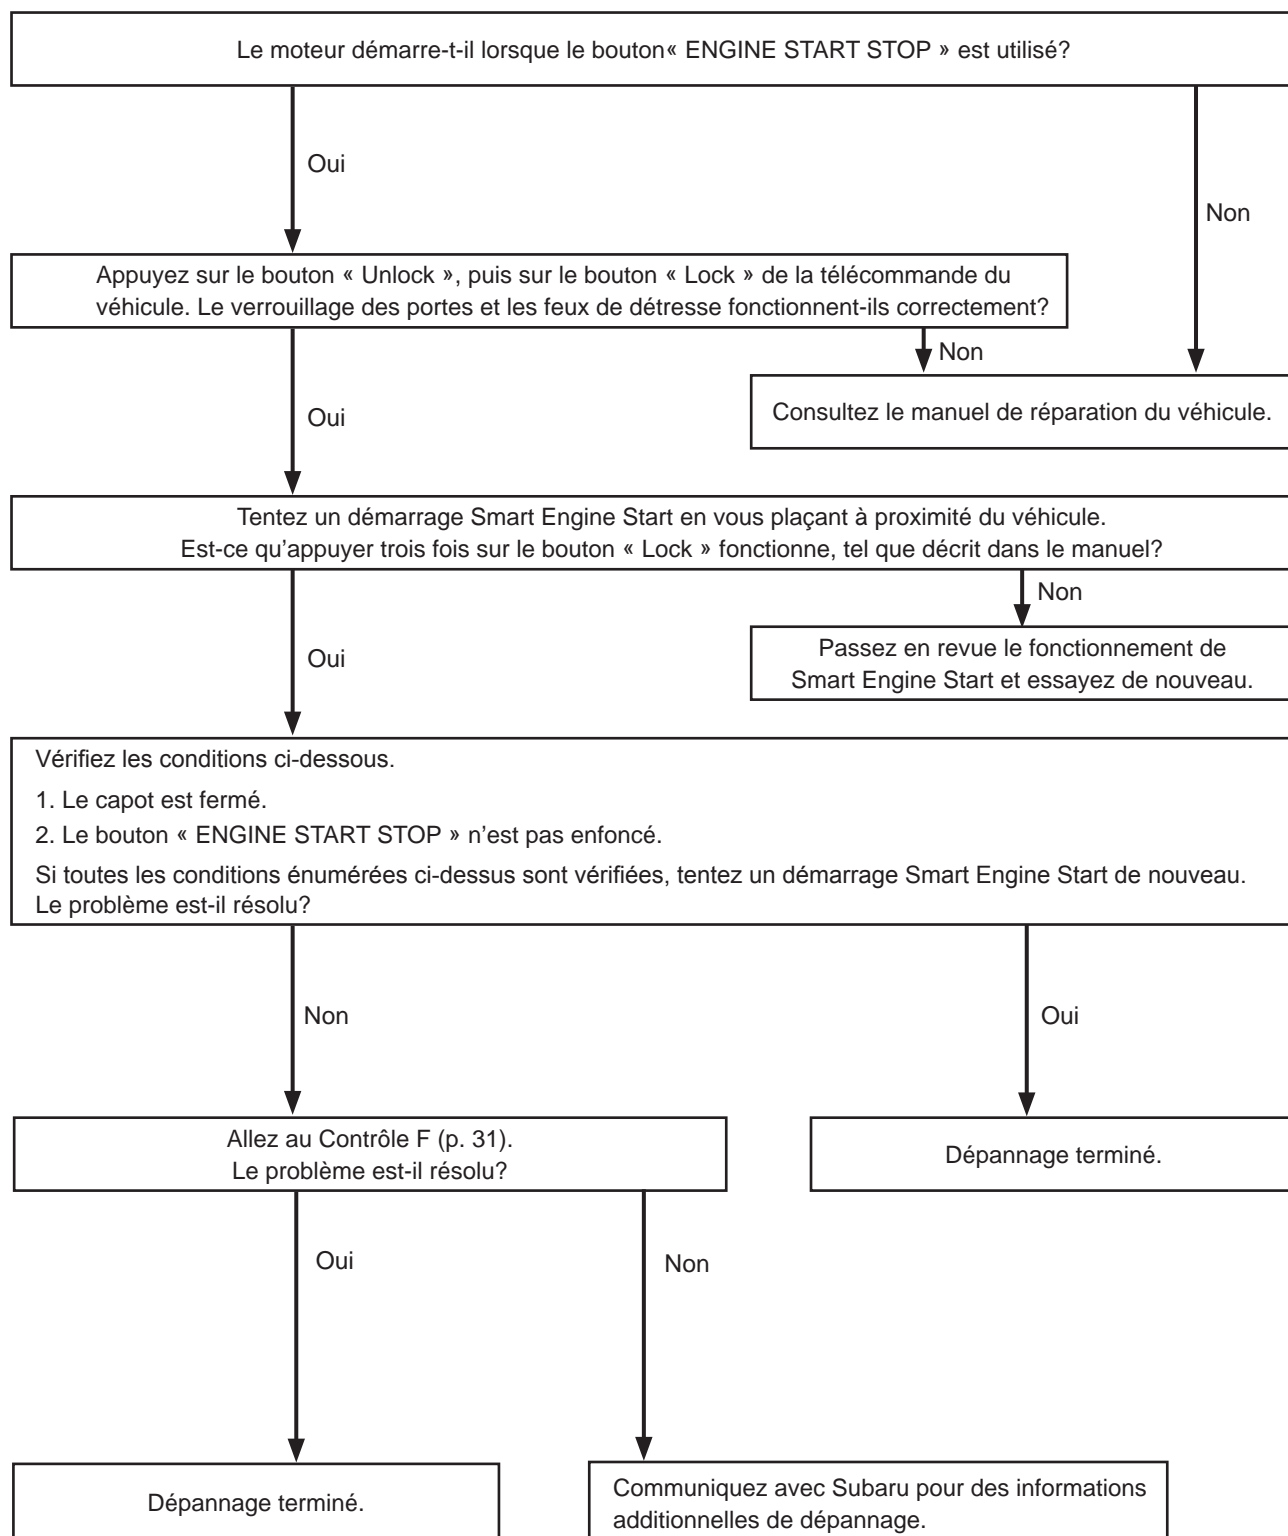 Le moteur démarre-t-il lorsque le bouton« ENGINE START STOP » est utilisé?
Oui
Non
Appuyez sur le bouton « Unlock », puis sur le bouton « Lock » de la télécommande du
véhicule. Le verrouillage des portes et les feux de détresse fonctionnent-ils correctement?
Non
Consultez le manuel de réparation du véhicule.
Oui
Tentez un démarrage Smart Engine Start en vous plaçant à proximité du véhicule.
Est-ce qu’appuyer trois fois sur le bouton « Lock » fonctionne, tel que décrit dans le manuel?
Non
Passez en revue le fonctionnement de
Smart Engine Start et essayez de nouveau.
Oui
Vérifiez les conditions ci-dessous.
1. Le capot est fermé.
2. Le bouton « ENGINE START STOP » n’est pas enfoncé.
Si toutes les conditions énumérées ci-dessus sont vérifiées, tentez un démarrage Smart Engine Start de nouveau.
Le problème est-il résolu?
Non
Oui
Allez au Contrôle F (p. 31).
Le problème est-il résolu?
Dépannage terminé.
Oui
Non
Dépannage terminé.
Communiquez avec Subaru pour des informations
additionnelles de dépannage.